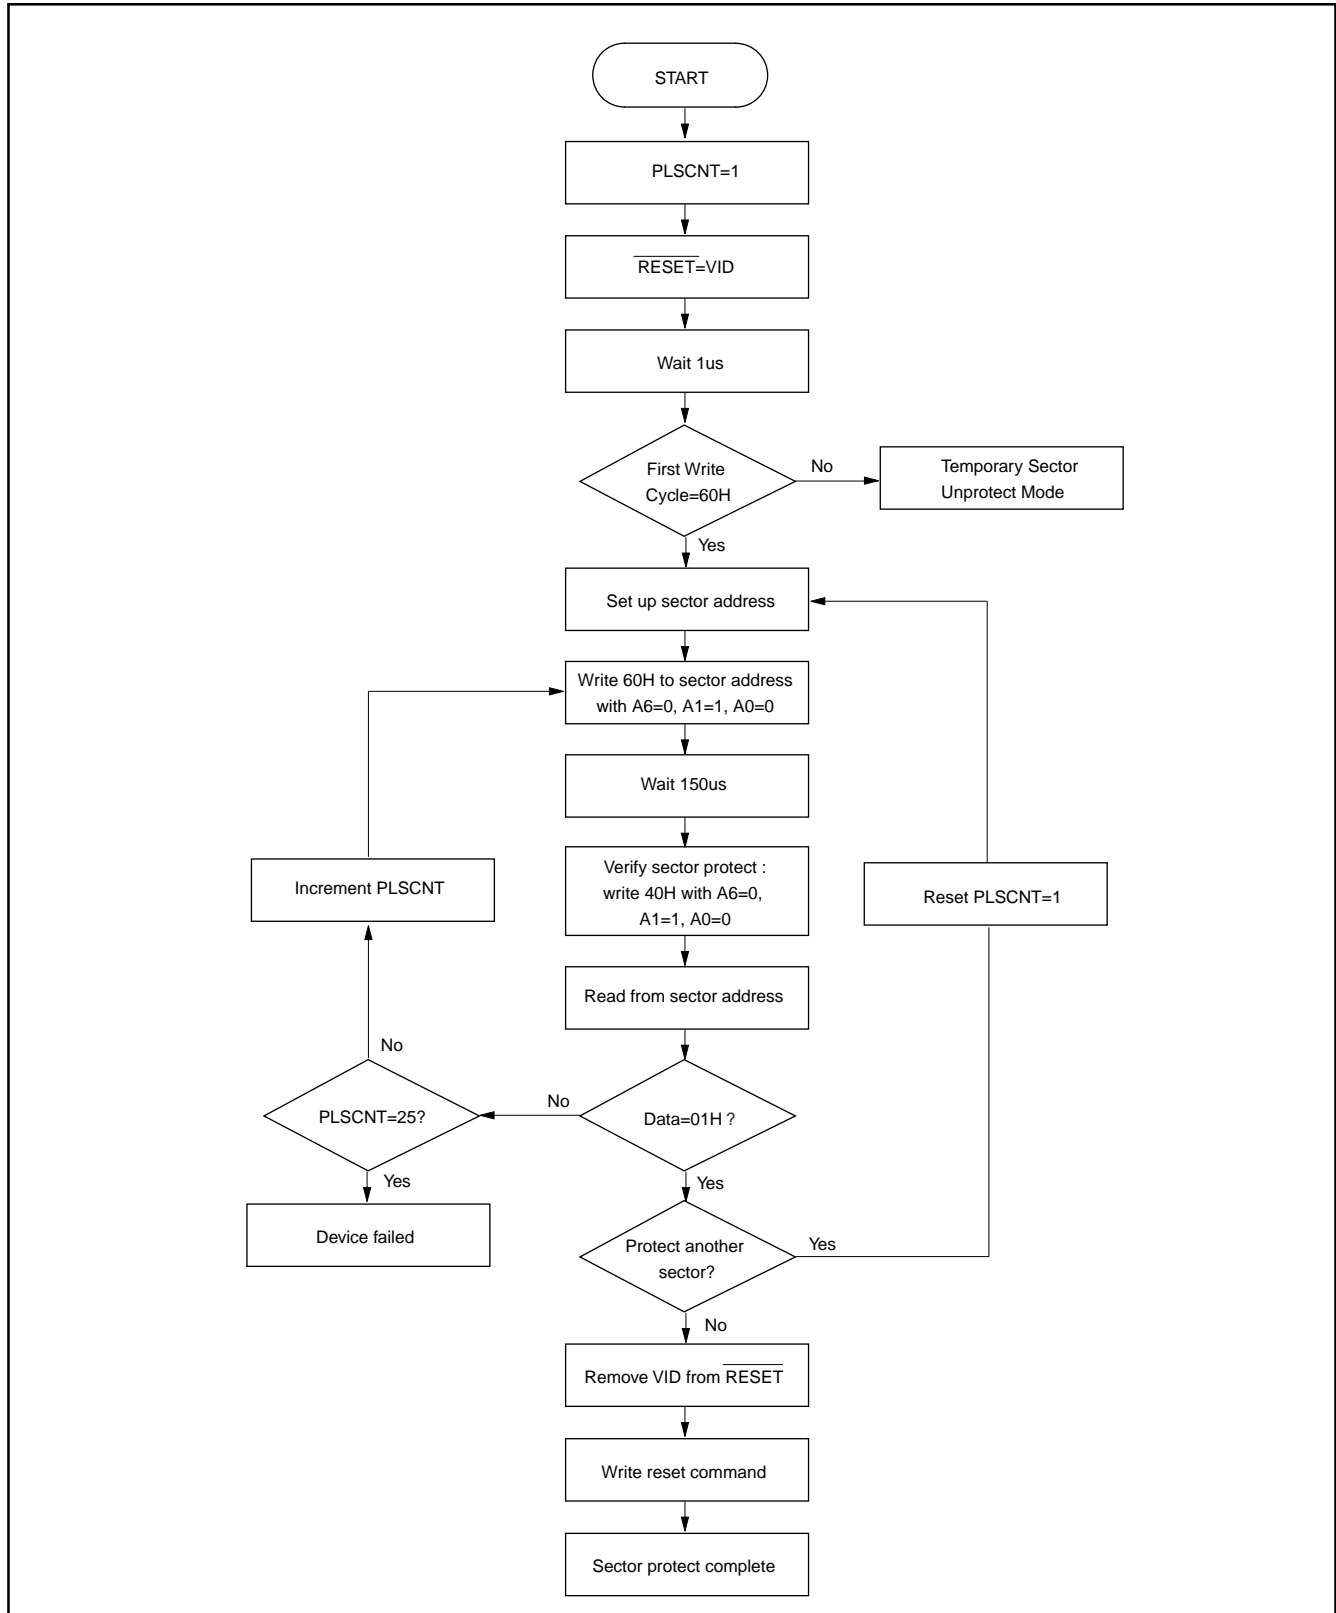 START
PLSCNT=1
RESET=VID
Wait 1us
First Write
Cycle=60H
No
Temporary Sector
Unprotect Mode
Yes
Set up sector address
Write 60H to sector address
with A6=0, A1=1, A0=0
Wait 150us
Verify sector protect :
write 40H with A6=0,
A1=1, A0=0
Increment PLSCNT
Reset PLSCNT=1
Read from sector address
No
PLSCNT=25?
No
Data=01H ?
Yes
Yes
Device failed
Protect another
sector?
Yes
No
Remove VID from RESET
Write reset command
Sector protect complete